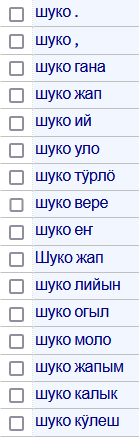 шуко .
шуко ,
шуко гана
шуко жап
шуко ий
шуко уло
шуко тӱрлӧ
шуко вере
шуко еҥ
Шуко жап
шуко лийын
шуко огыл
шуко моло
шуко жапым
шуко калык
шуко кӱлеш